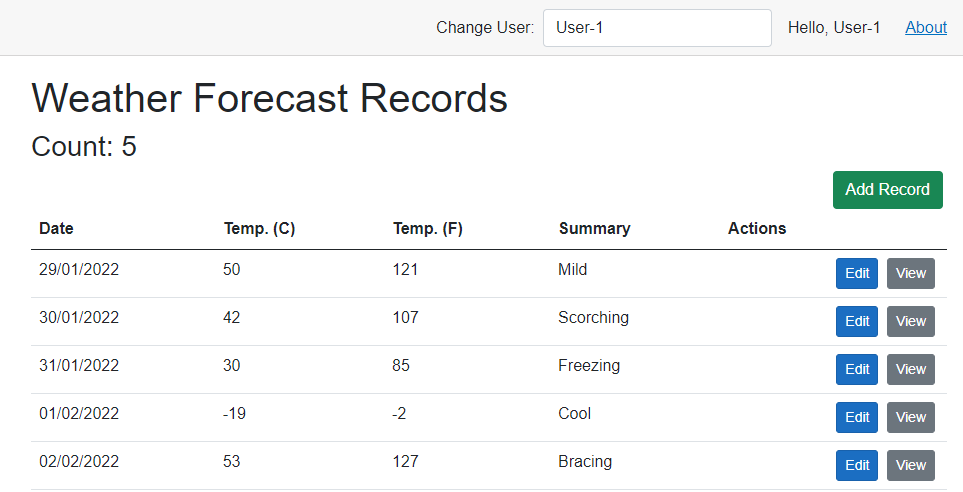 Change User: User-1 Hello, User-1 About
Weather Forecast Records
Count: 5
Add Record
Date Temp. (C) Temp. (F) Summary Actions
29/01/2022 50 121 Mild Edit View
30/01/2022 42 107 Scorching Edit View
31/01/2022 30 85 Freezing Edit View
01/02/2022 -19 -2 Cool Edit View
02/02/2022 53 127 Bracing Edit View